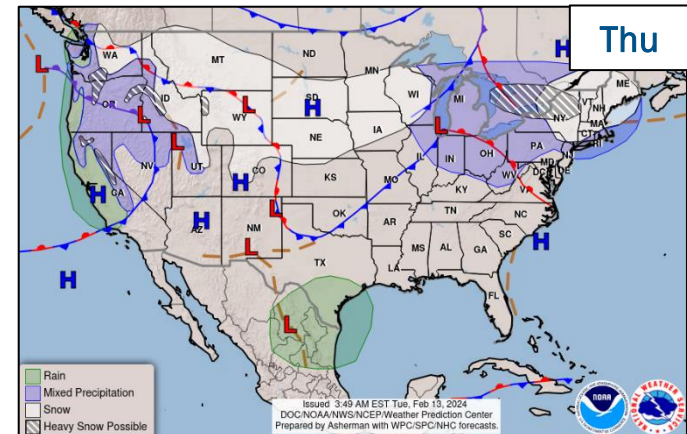 Thu
H
WA
MT
ND
MN
ME
L
VT
NH
OR
ID
L
WY
L
SD
H
WI
MI
NY
MA
CT
RI
L
NE
IA
PA
NJ
L
NV
UT
H
CO
IL
IN
OH
MD
DE
DC
WV
VA
KS
MO
KY
H
CA
H
AZ
NM
L
OK
AR
TN
NC
SC
H
L
TX
MS
AL
GA
LA
H
FL
L
Rain
Mixed Precipitation
Snow
Heavy Snow Possible
Issued 3:49 AM EST Tue, Feb 13, 2024
DOC/NOAA/NWS/NCEP/Weather Prediction Center
Prepared by Asherman with WPC/SPC/NHC forecasts.
NOAA
NATIONAL WEATHER SERVICE